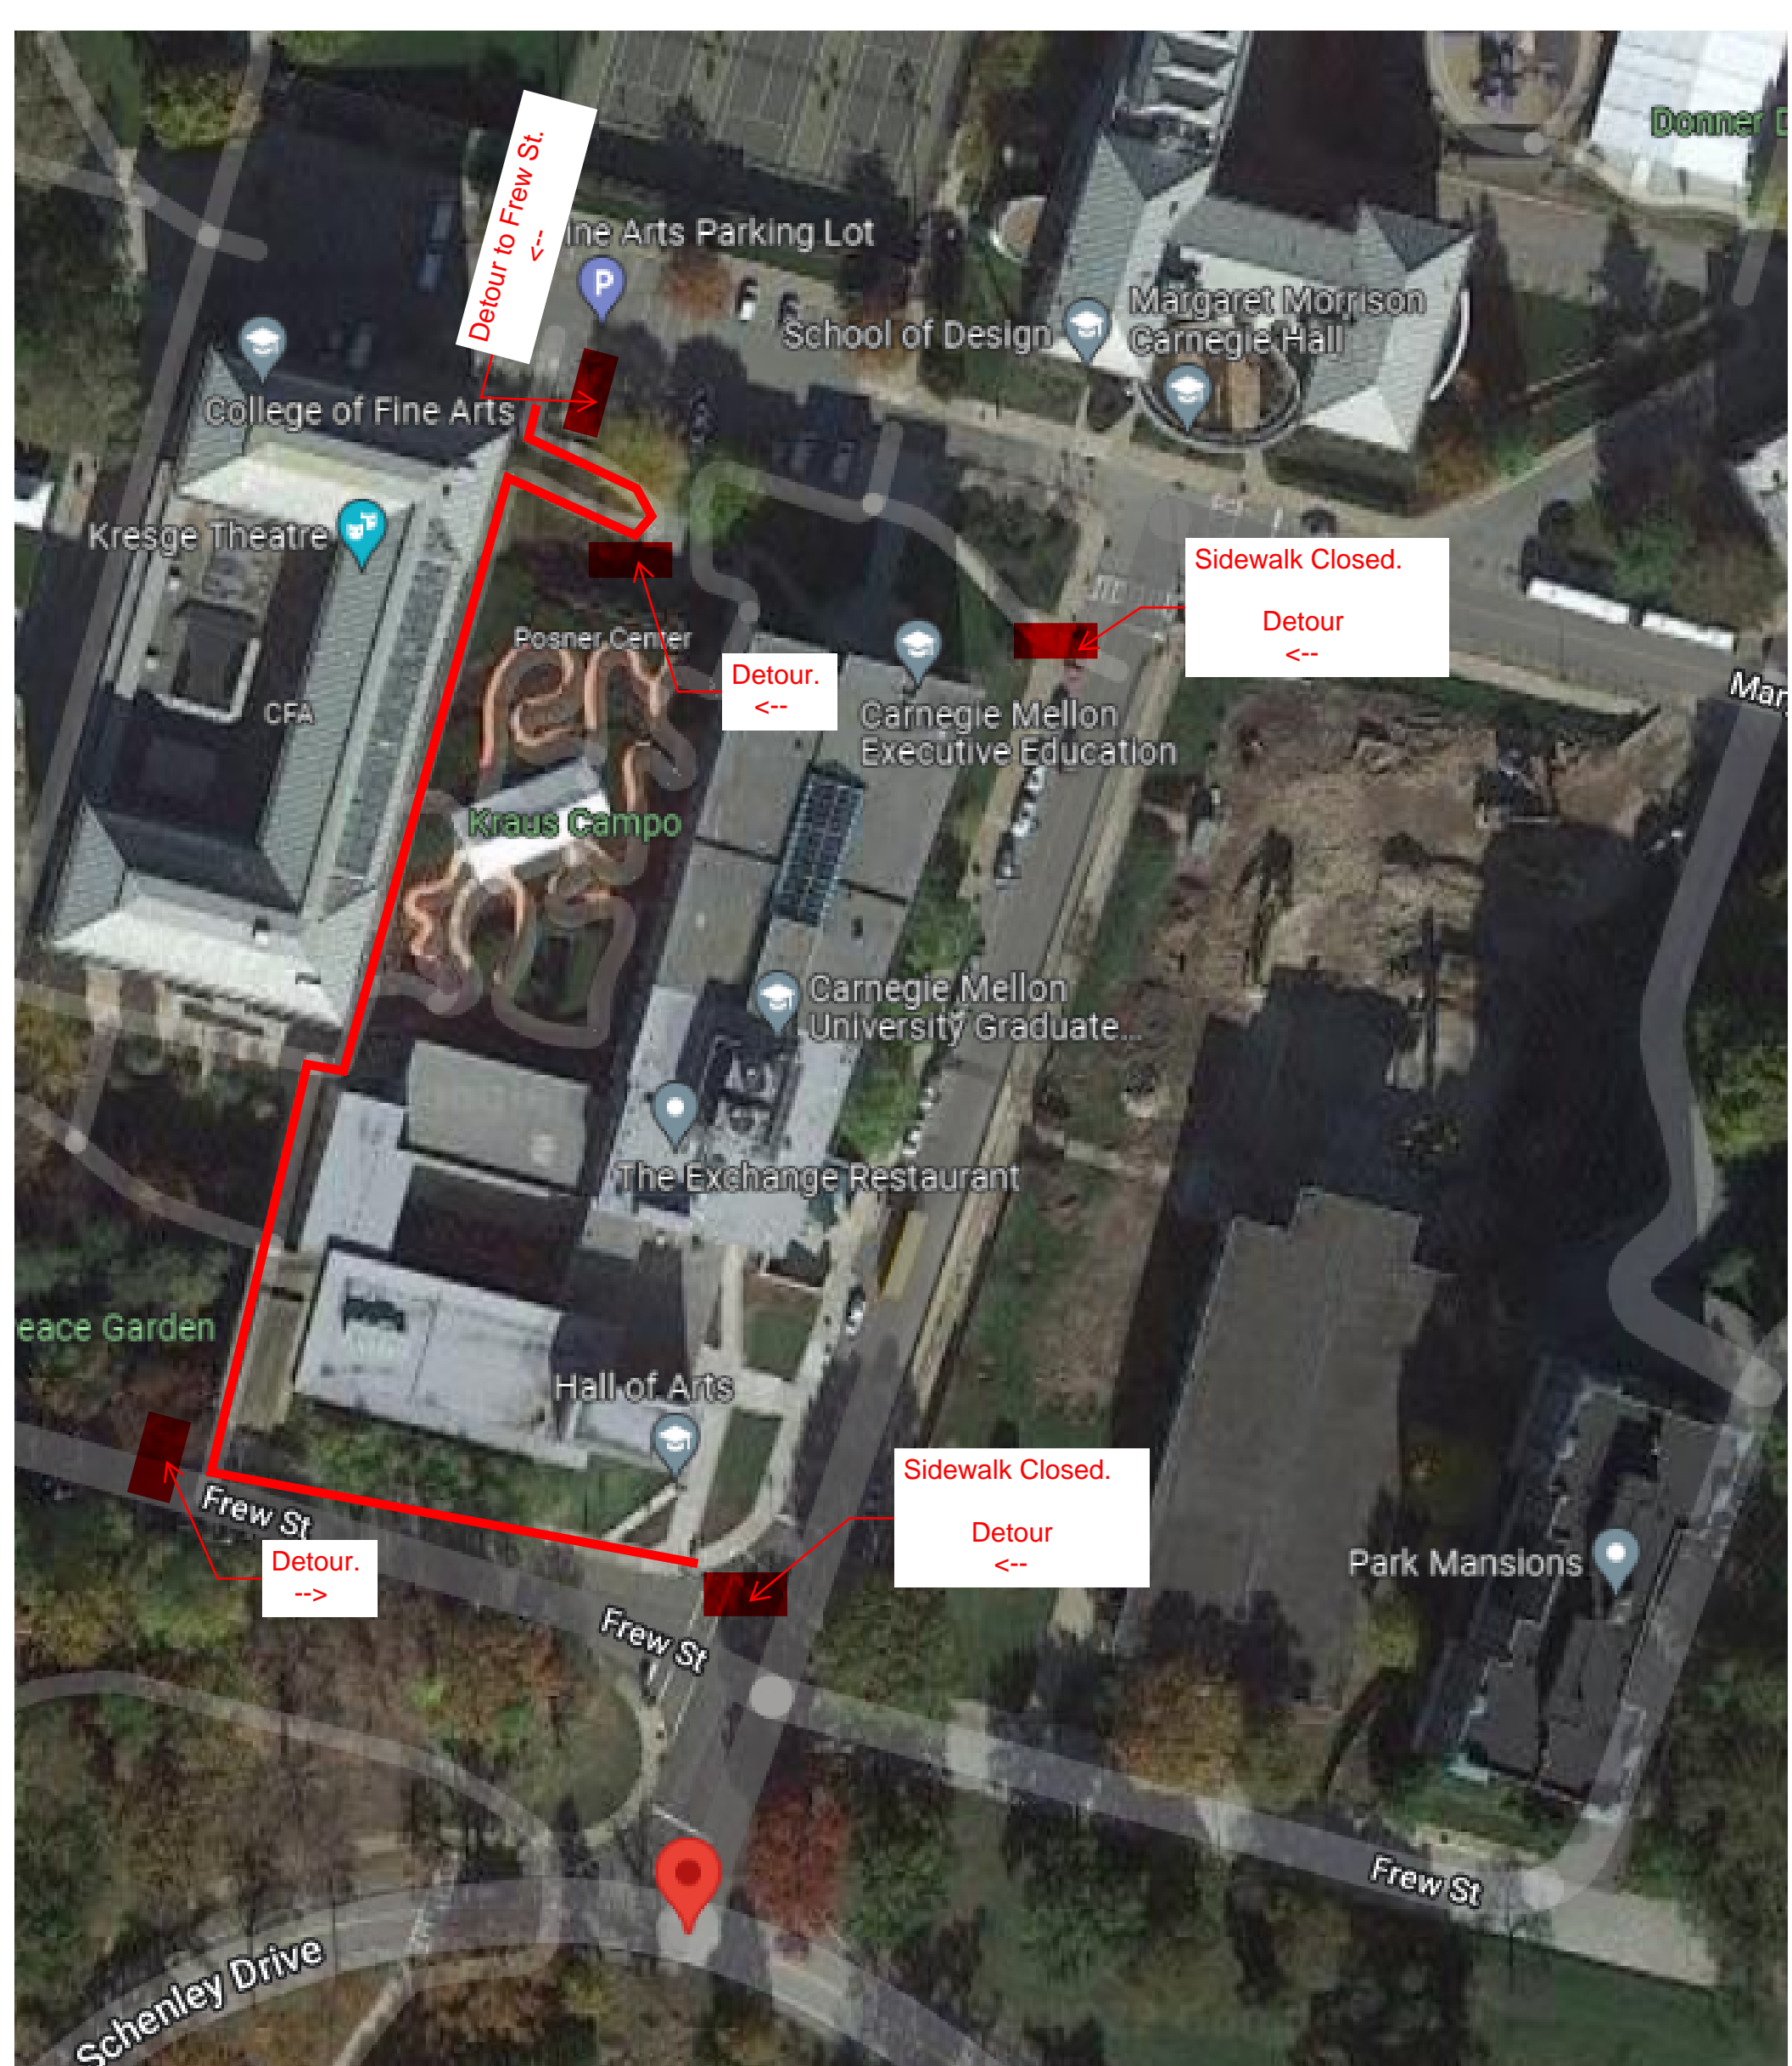 Donner D
Detour to Frew St.
<--
ine Arts Parking Lot
P
School of Design
Margaret Morrison
Carnegie Hall
College of Fine Arts
Kresge Theatre
Sidewalk Closed.
Detour
<--
Posner Center
Detour.
<--
CFA
Carnegie Mellon
Executive Education
Mar
Kraus Campo
Carnegie Mellon
University Graduate...
The Exchange Restaurant
eace Garden
Hall of Arts
Sidewalk Closed.
Detour
<--
Frew St
Detour.
-->
Park Mansions
Frew St
Frew St
Schenley Drive